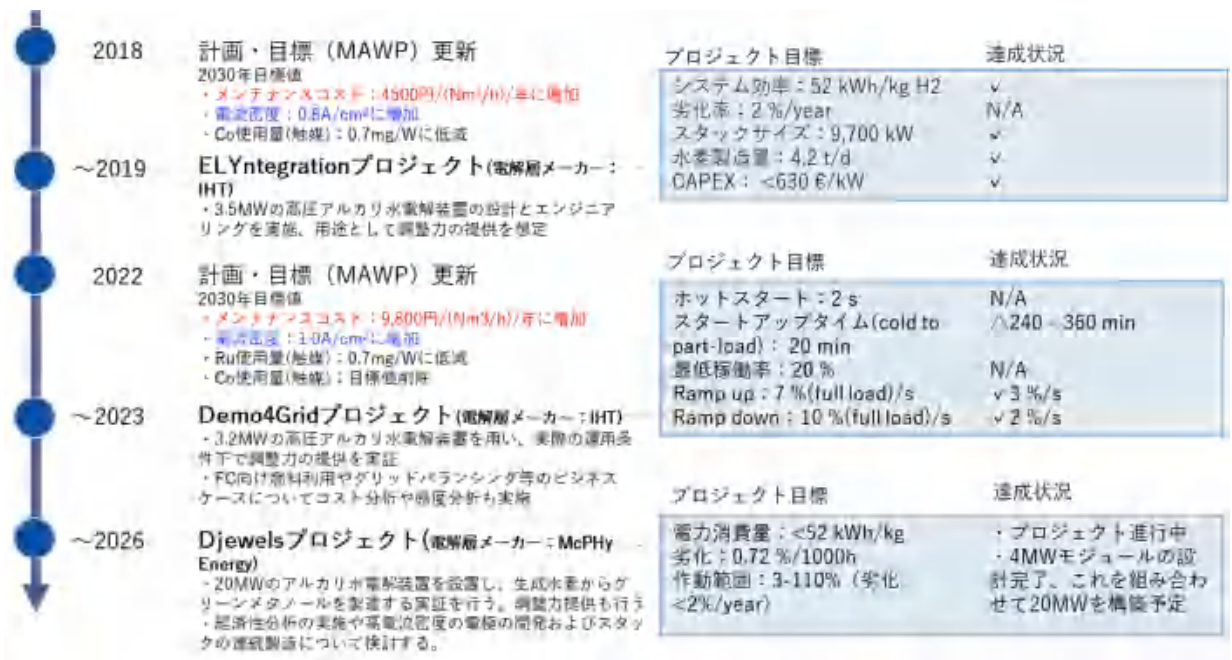 2018
計画・目標（MAWP）更新
2030年目標値
・メンテナンスコスト：4500円/(Nm³/h)/年に増加
・電流密度：0.8A/cm²に増加
・Co使用量(触媒)：0.7mg/Wに低減
プロジェクト目標 達成状況
システム効率：52 kWh/kg H2 ✓
劣化率：2 %/year N/A
スタックサイズ：9,700 kW ✓
水素製造量：4.2 t/d ✓
CAPEX： <630 €/kW ✓
～2019
ELYntegrationプロジェクト(電解層メーカー：
IHT)
・3.5MWの高圧アルカリ水電解装置の設計とエンジニア
リングを実施、用途として調整力の提供を想定
2022
計画・目標（MAWP）更新
2030年目標値
・メンテナンスコスト：9,800円/(Nm3/h)/年に増加
・電流密度：1.0A/cm²に増加
・Ru使用量(触媒)：0.7mg/Wに低減
・Co使用量(触媒)：目標値削除
プロジェクト目標 達成状況
ホットスタート：2 s N/A
スタートアップタイム(cold to △240 - 360 min
part-load)： 20 min
最低稼働率：20 % N/A
Ramp up：7 %(full load)/s ✓3 %/s
Ramp down：10 %(full load)/s ✓2 %/s
～2023
Demo4Gridプロジェクト(電解層メーカー：IHT)
・3.2MWの高圧アルカリ水電解装置を用い、実際の運用条
件下で調整力の提供を実証
・FC向け燃料利用やグリッドバランシング等のビジネス
ケースについてコスト分析や感度分析も実施
～2026
Djewelsプロジェクト(電解層メーカー：McPHy
Energy)
・20MWのアルカリ水電解装置を設置し、生成水素からグ
リーンメタノールを製造する実証を行う。調整力提供も行う
・経済性分析の実施や高電流密度の電極の開発およびスタッ
クの連続製造について検討する。
プロジェクト目標 達成状況
電力消費量：<52 kWh/kg ・プロジェクト進行中
劣化：0.72 %/1000h ・4MWモジュールの設
作動範囲：3-110%（劣化 計完了、これを組み合わ
<2%/year） せて20MWを構築予定